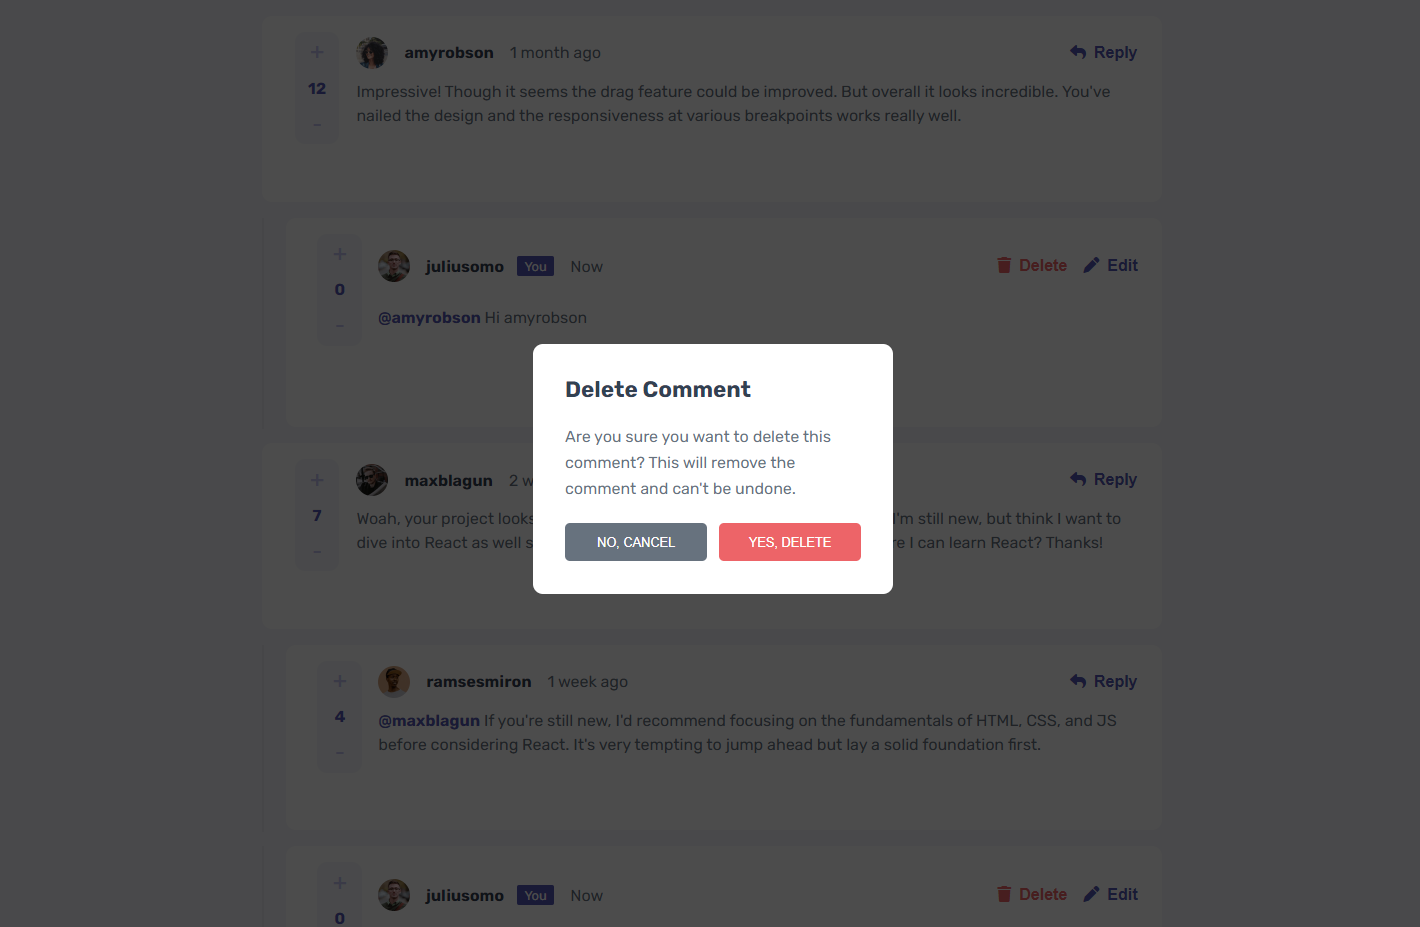 +
amyrobson 1 month ago Reply
12
Impressive! Though it seems the drag feature could be improved. But overall it looks incredible. You've
nailed the design and the responsiveness at various breakpoints works really well.
-
+
juliusomo You Now Delete Edit
0
@amyrobson Hi amyrobson
-
Delete Comment
Are you sure you want to delete this
comment? This will remove the
comment and can't be undone.
NO, CANCEL YES, DELETE
+
maxblagun 2 w Reply
7
Woah, your project looks I'm still new, but think I want to
dive into React as well I can learn React? Thanks!
-
+
ramsesmiron 1 week ago Reply
4
@maxblagun If you're still new, I'd recommend focusing on the fundamentals of HTML, CSS, and JS
before considering React. It's very tempting to jump ahead but lay a solid foundation first.
-
+
juliusomo You Now Delete Edit
0